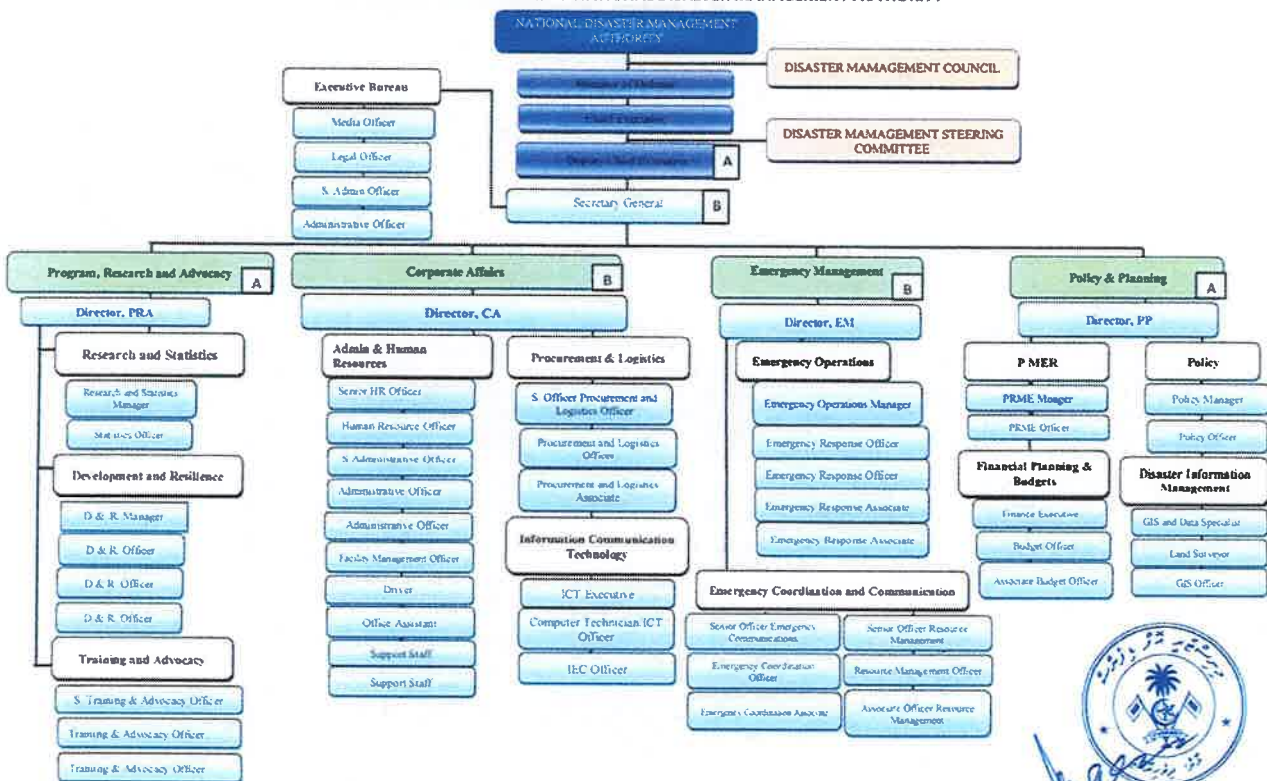 NATIONAL DISASTER MANAGEMENT
AUTHORITY
DISASTER MAMAGEMENT COUNCIL
Minister of Defense
Chief Executive
DISASTER MAMAGEMENT STEERING
COMMITTEE
Deputy Chief Executive
A
Secretary General
B
Executive Bureau
Media Officer
Legal Officer
S. Admin Officer
Administrative Officer
Program, Research and Advocacy
A
Director, PRA
Research and Statistics
Research and Statistics
Manager
Statistics Officer
Development and Resilience
D & R. Manager
D & R. Officer
D & R. Officer
D & R. Officer
Training and Advocacy
S. Training & Advocacy Officer
Training & Advocacy Officer
Training & Advocacy Officer
Corporate Affairs
B
Director, CA
Admin & Human
Resources
Senior HR Officer
Human Resource Officer
S. Administrative Officer
Administrative Officer
Administrative Officer
Facility Management Officer
Driver
Office Assistant
Support Staff
Support Staff
Procurement & Logistics
S. Officer Procurement and
Logistics Officer
Procurement and Logistics
Officer
Procurement and Logistics
Associate
Information Communication
Technology
ICT Executive
Computer Technician/ICT
Officer
IEC Officer
Emergency Management
B
Director, EM
Emergency Operations
Emergency Operations Manager
Emergency Response Officer
Emergency Response Officer
Emergency Response Associate
Emergency Response Associate
Emergency Coordination and Communication
Senior Officer Emergency
Communications
Emergency Coordination
Officer
Emergency Coordination Associate
Senior Officer Resource
Management
Resource Management Officer
Associate Officer Resource
Management
Policy & Planning
A
Director, PP
PMER
PRME Monger
PRME Officer
Financial Planning &
Budgets
Finance Executive
Budget Officer
Associate Budget Officer
Policy
Policy Manager
Policy Officer
Disaster Information
Management
GIS and Data Specialist
Land Surveyor
GIS Officer